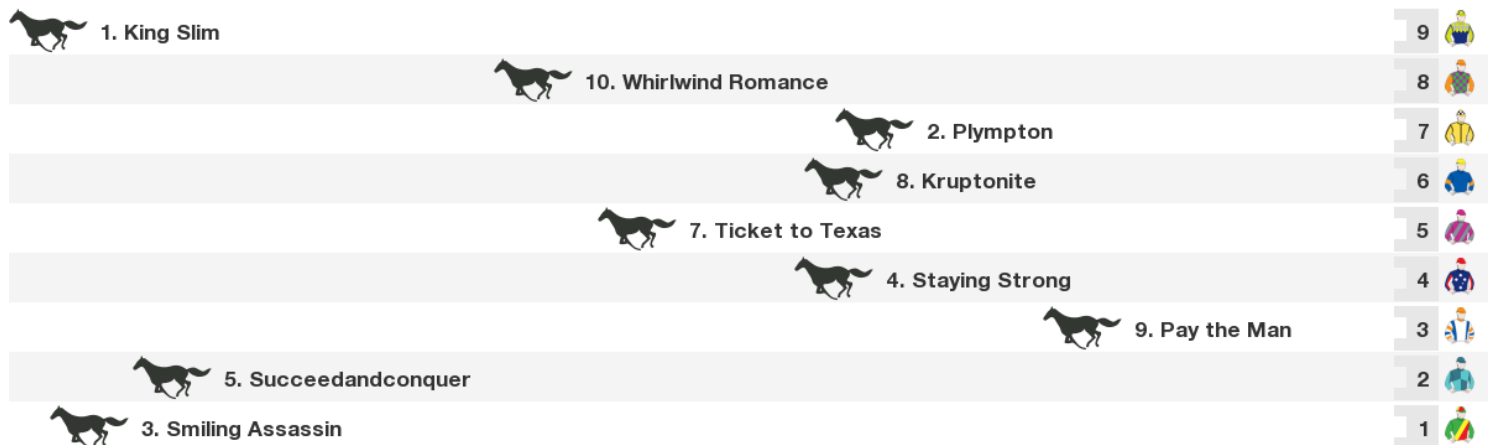 1. King Slim 9
10. Whirlwind Romance 8
2. Plympton 7
8. Kruptonite 6
7. Ticket to Texas 5
4. Staying Strong 4
9. Pay the Man 3
5. Succeedandconquer 2
3. Smiling Assassin 1